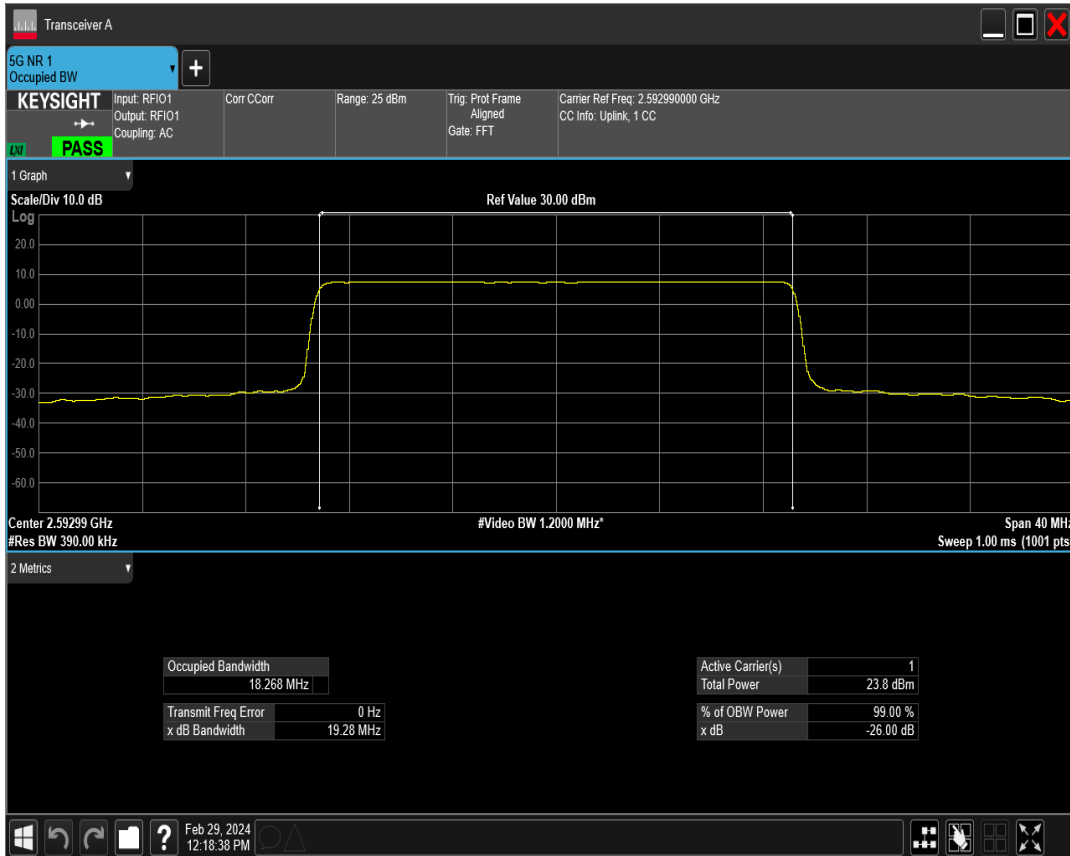 Transceiver A
5G NR 1
Occupied BW
KEYSIGHT
LXI
PASS
Input: RFIO1
Output: RFIO1
Coupling: AC
Corr CCorr
Range: 25 dBm
Trig: Prot Frame
Aligned
Gate: FFT
Carrier Ref Freq: 2.592990000 GHz
CC Info: Uplink, 1 CC
1 Graph
Scale/Div 10.0 dB
Ref Value 30.00 dBm
Log
20.0
10.0
0.00
-10.0
-20.0
-30.0
-40.0
-50.0
-60.0
Center 2.59299 GHz
#Video BW 1.2000 MHz*
Span 40 MHz
#Res BW 390.00 kHz
Sweep 1.00 ms (1001 pts
2 Metrics
Occupied Bandwidth
18.268 MHz
Transmit Freq Error 0 Hz
x dB Bandwidth 19.28 MHz
Active Carrier(s) 1
Total Power 23.8 dBm
% of OBW Power 99.00 %
x dB -26.00 dB
?
Feb 29, 2024
12:18:38 PM